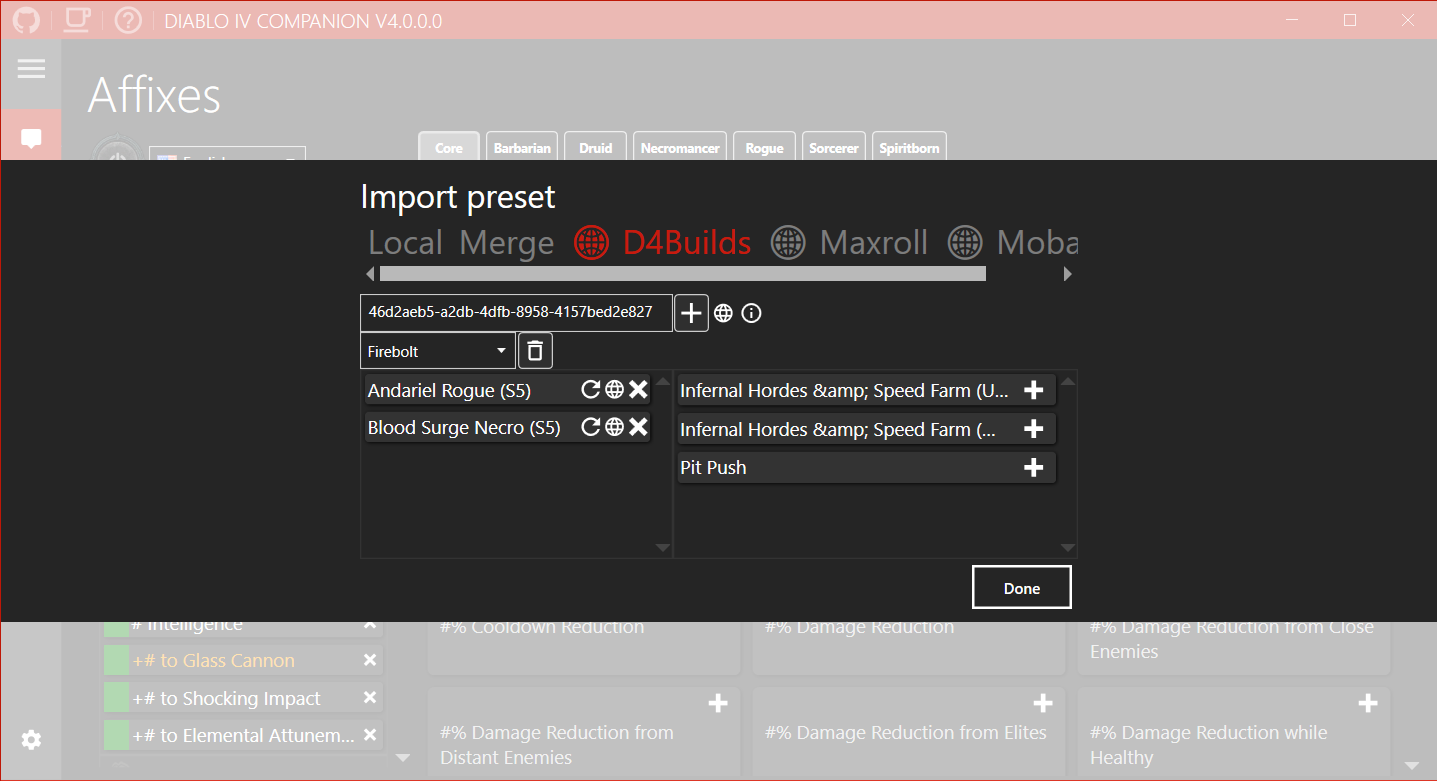 DIABLO IV COMPANION V4.0.0.0
Affixes
Core Barbarian Druid Necromancer Rogue Sorcerer Spiritborn
Import preset
Local Merge D4Builds Maxroll Moba
46d2aeb5-a2db-4dfb-8958-4157bed2e827
Firebolt
Andariel Rogue (S5)
Blood Surge Necro (S5)
Infernal Hordes &amp; Speed Farm (U...
Infernal Hordes &amp; Speed Farm (...
Pit Push
Done
# Intelligence
+# to Glass Cannon
+# to Shocking Impact
+# to Elemental Attunem...
#% Cooldown Reduction
#% Damage Reduction
#% Damage Reduction from Close
Enemies
#% Damage Reduction from
Distant Enemies
#% Damage Reduction from Elites
#% Damage Reduction while
Healthy